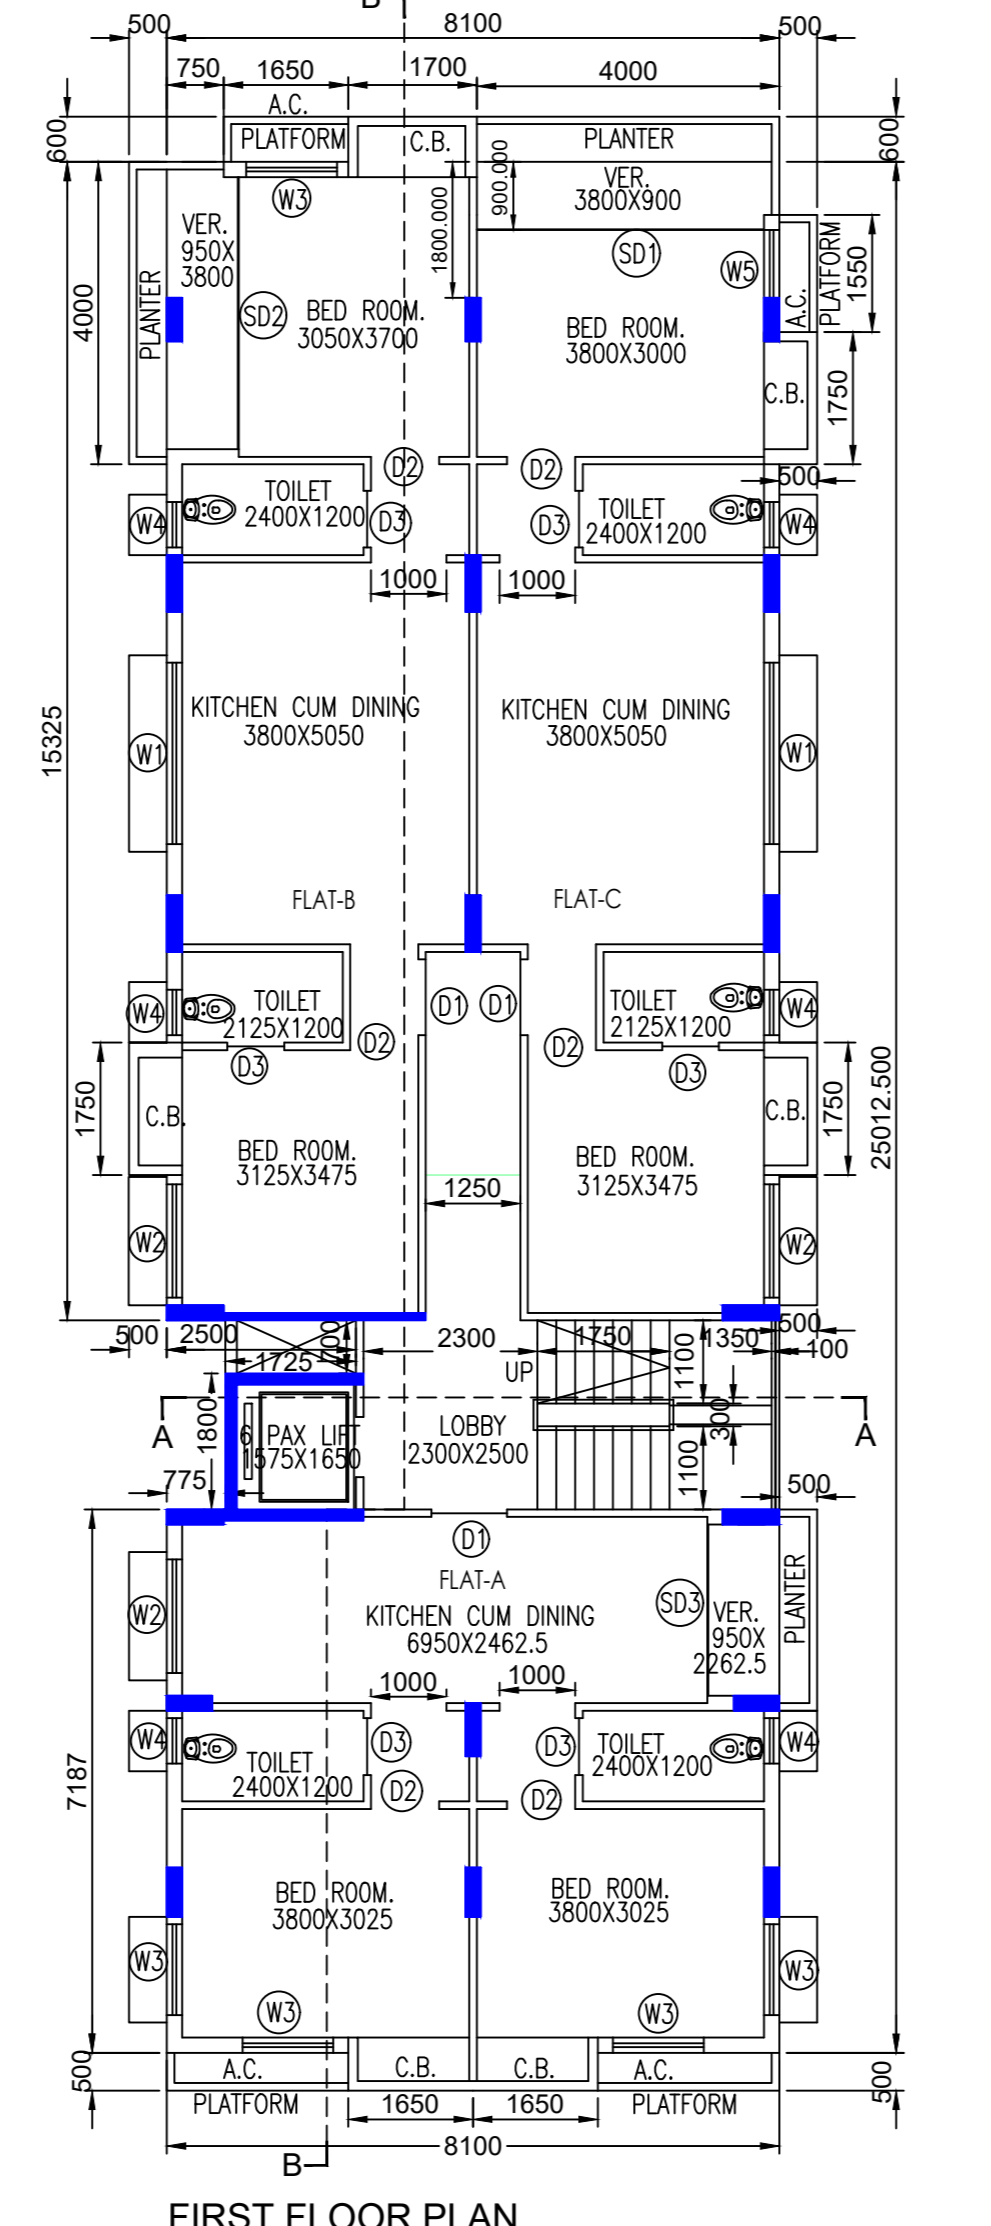 B
500
8100
500
750
1650
1700
4000
A.C.
PLATFORM
C.B.
PLANTER
600
600
W3
1800.000
900.000
VER.
3800X900
VER.
950X
3800
SD1
W5
A.C.
PLATFORM
1550
PLANTER
4000
SD2
BED ROOM.
3050X3700
BED ROOM.
3800X3000
C.B.
1750
D2
D2
500
TOILET
2400X1200
TOILET
2400X1200
W4
D3
D3
W4
1000
1000
15325
KITCHEN CUM DINING
3800X5050
KITCHEN CUM DINING
3800X5050
W1
W1
FLAT-B
FLAT-C
W4
TOILET
2125X1200
D1
D1
TOILET
2125X1200
W4
D2
D2
D3
D3
1750
C.B.
C.B.
1750
25012.500
BED ROOM.
3125X3475
BED ROOM.
3125X3475
1250
W2
W2
500
2500
700
2300
1750
1100
1350
500
100
1725
UP
A
1800
6 PAX LIFT
1575X1650
LOBBY
2300X2500
300
A
775
1100
500
D1
FLAT-A
KITCHEN CUM DINING
6950X2462.5
W2
SD3
VER.
950X
2262.5
PLANTER
1000
1000
W4
TOILET
2400X1200
D3
D3
TOILET
2400X1200
W4
D2
D2
7187
BED ROOM.
3800X3025
BED ROOM.
3800X3025
W3
W3
W3
W3
500
A.C.
PLATFORM
C.B.
C.B.
A.C.
PLATFORM
500
1650
1650
8100
B
FIRST FLOOR PLAN